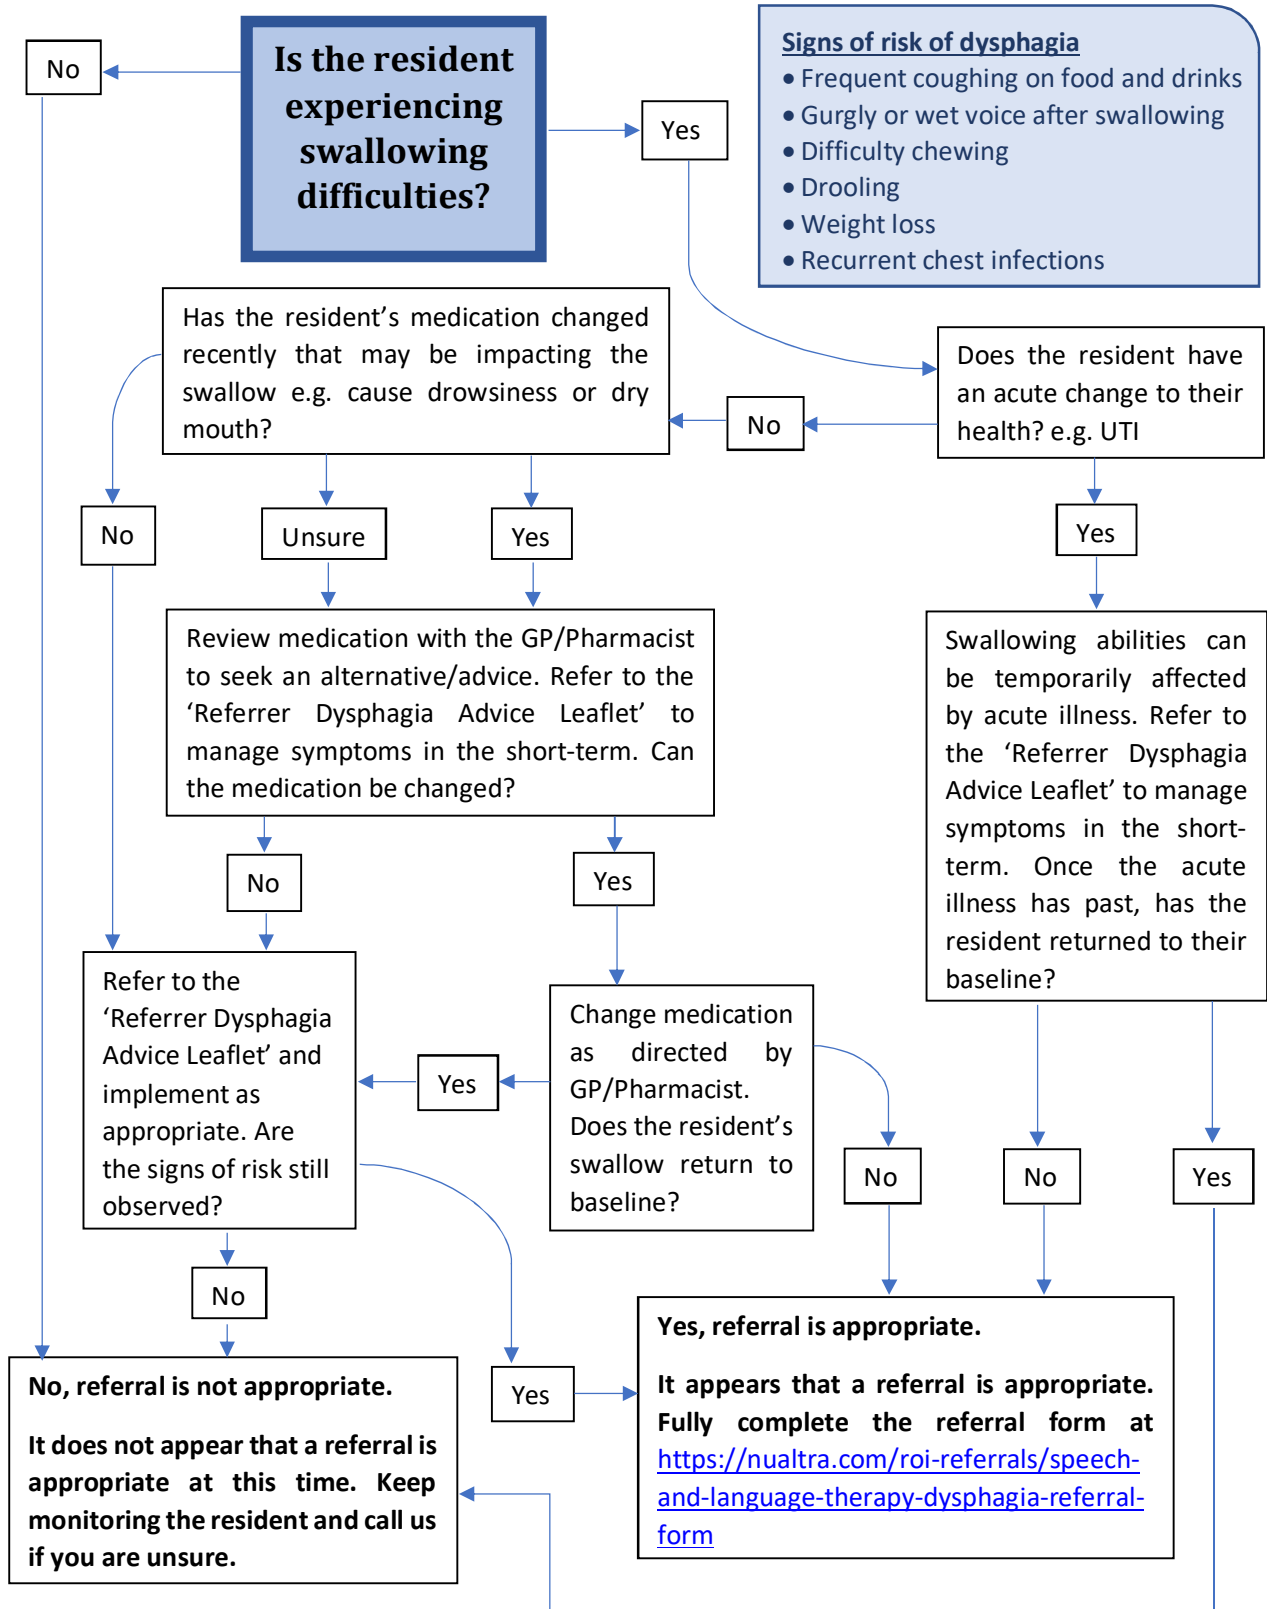 No
Is the resident
experiencing
swallowing
difficulties?
Yes
Signs of risk of dysphagia
• Frequent coughing on food and drinks
• Gurgly or wet voice after swallowing
• Difficulty chewing
• Drooling
• Weight loss
• Recurrent chest infections
Has the resident’s medication changed
recently that may be impacting the
swallow e.g. cause drowsiness or dry
mouth?
No
Does the resident have
an acute change to their
health? e.g. UTI
No
Unsure
Yes
Yes
Review medication with the GP/Pharmacist
to seek an alternative/advice. Refer to the
‘Referrer Dysphagia Advice Leaflet’ to
manage symptoms in the short-term. Can
the medication be changed?
Swallowing abilities can
be temporarily affected
by acute illness. Refer to
the ‘Referrer Dysphagia
Advice Leaflet’ to manage
symptoms in the short-
term. Once the acute
illness has past, has the
resident returned to their
baseline?
No
Yes
Refer to the
‘Referrer Dysphagia
Advice Leaflet’ and
implement as
appropriate. Are
the signs of risk still
observed?
Yes
Change medication
as directed by
GP/Pharmacist.
Does the resident’s
swallow return to
baseline?
No
No
Yes
No
Yes
No, referral is not appropriate.
It does not appear that a referral is
appropriate at this time. Keep
monitoring the resident and call us
if you are unsure.
Yes, referral is appropriate.
It appears that a referral is appropriate.
Fully complete the referral form at
https://nualtra.com/roi-referrals/speech-
and-language-therapy-dysphagia-referral-
form